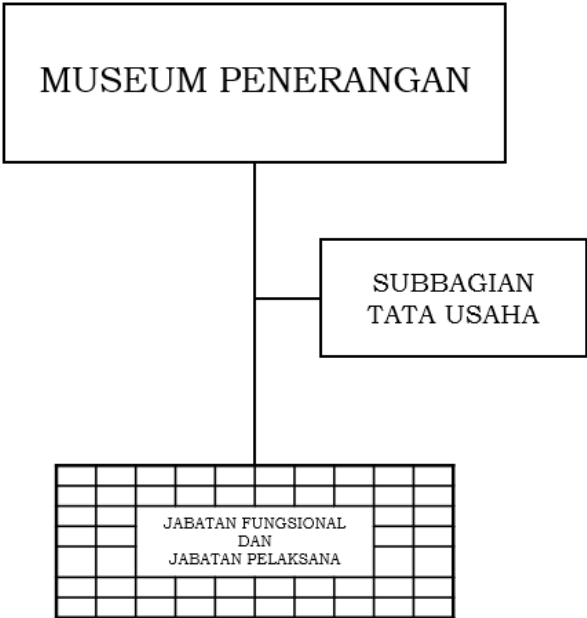 MUSEUM PENERANGAN
SUBBAGIAN
TATA USAHA
JABATAN FUNGSIONAL
DAN
JABATAN PELAKSANA